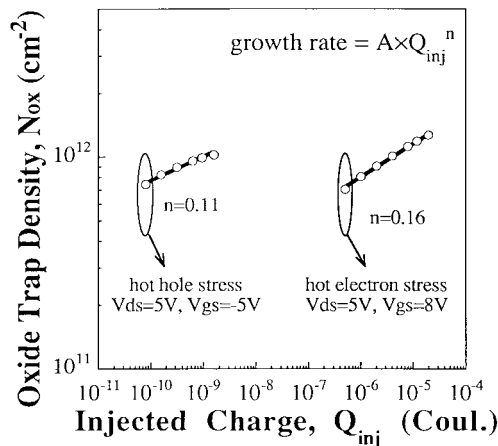 growth rate = A×Q_inj^n
Oxide Trap Density, Nox (cm^-2)
10^12
10^11
n=0.11
n=0.16
hot hole stress
Vds=5V, Vgs=-5V
hot electron stress
Vds=5V, Vgs=8V
10^-11 10^-10 10^-9 10^-8 10^-7 10^-6 10^-5 10^-4
Injected Charge, Q_inj (Coul.)